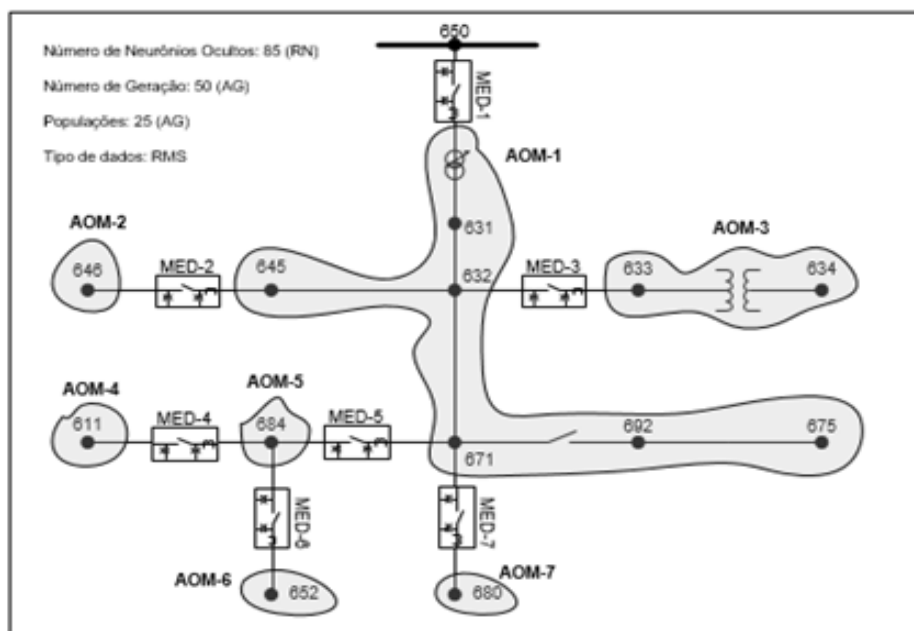 650
Número de Neurônios Ocultos: 85 (RN)
Número de Geração: 50 (AG)
Populações: 25 (AG)
Tipo de dados: RMS
MED-1
AOM-1
631
AOM-2
646
MED-2
645
632
MED-3
633
AOM-3
634
AOM-4
611
MED-4
AOM-5
684
MED-5
671
692
675
MED-6
MED-7
AOM-6
652
AOM-7
680